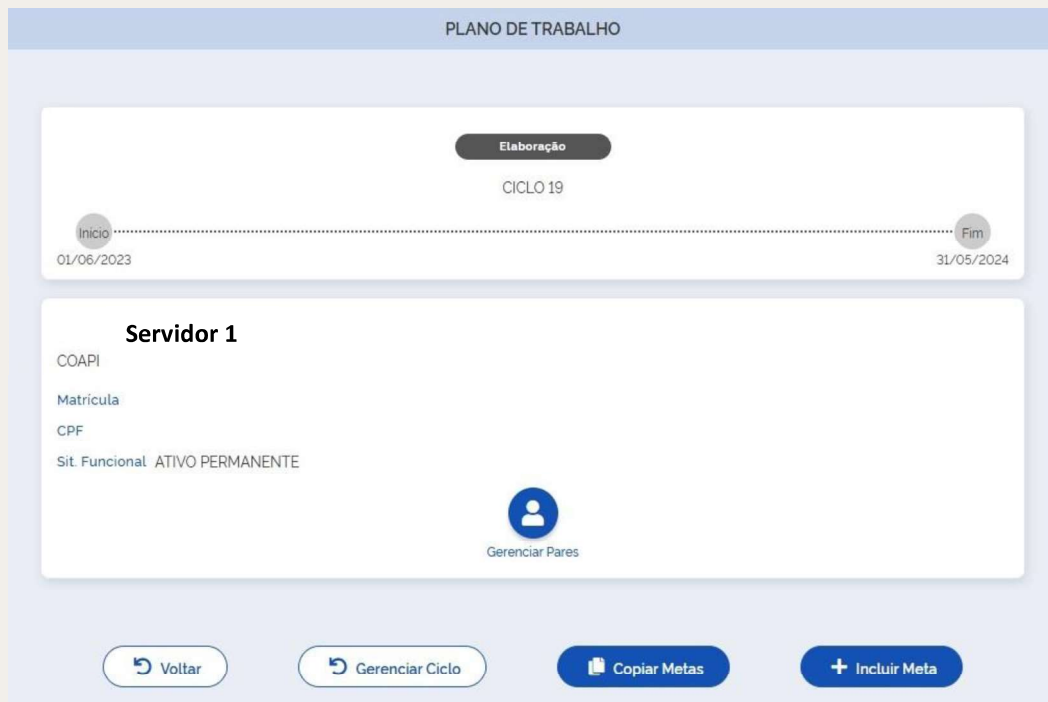 PLANO DE TRABALHO
Elaboração
CICLO 19
Início Fim
01/06/2023 31/05/2024
Servidor 1
COAPI
Matrícula
CPF
Sit. Funcional ATIVO PERMANENTE
Gerenciar Pares
Voltar Gerenciar Ciclo Copiar Metas Incluir Meta